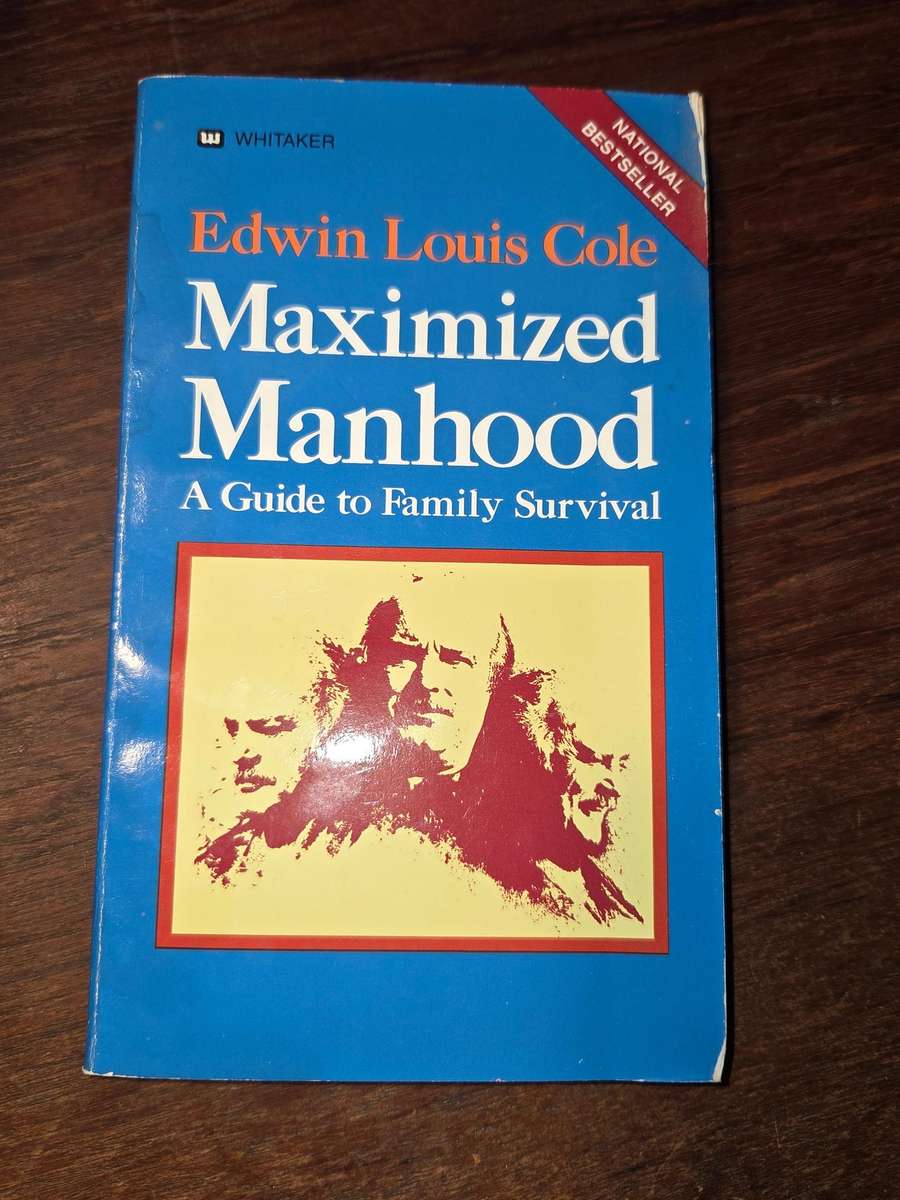 W WHITAKER
NATIONAL
BESTSELLER
Edwin Louis Cole
Maximized
Manhood
A Guide to Family Survival